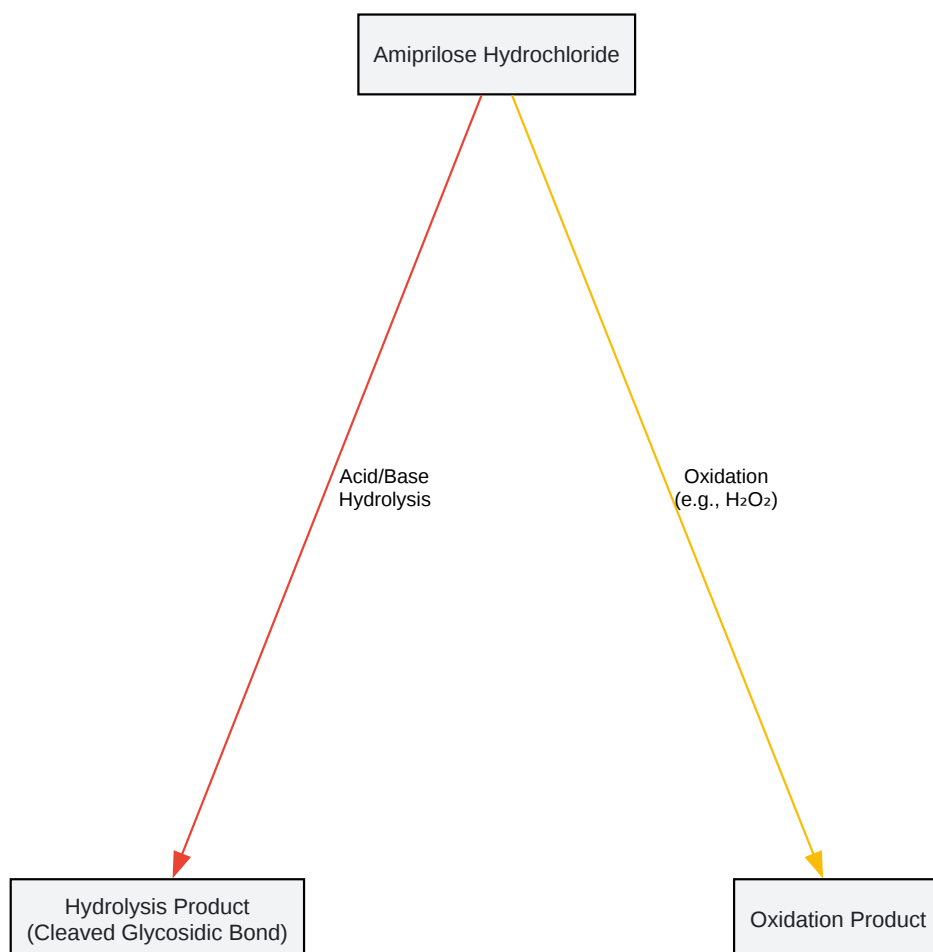 Amiprilose Hydrochloride
Acid/Base
Hydrolysis
Oxidation
(e.g., H₂O₂)
Hydrolysis Product
(Cleaved Glycosidic Bond)
Oxidation Product